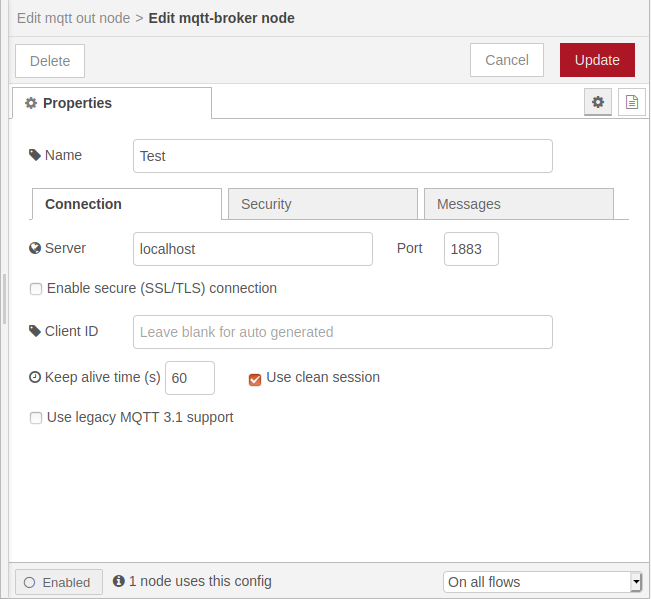 Edit mqtt out node > Edit mqtt-broker node
Delete Cancel Update
Properties
Name Test
Connection Security Messages
Server localhost Port 1883
Enable secure (SSL/TLS) connection
Client ID Leave blank for auto generated
Keep alive time (s) 60 Use clean session
Use legacy MQTT 3.1 support
Enabled 1 node uses this config On all flows